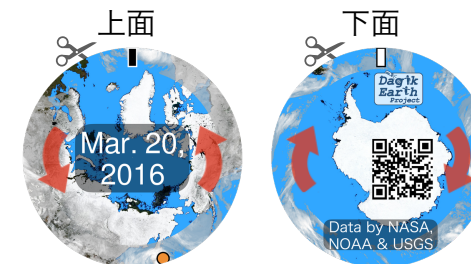 上面
下面
Mar. 20,
2016
Dagik
Earth
Project
Data by NASA,
NOAA & USGS